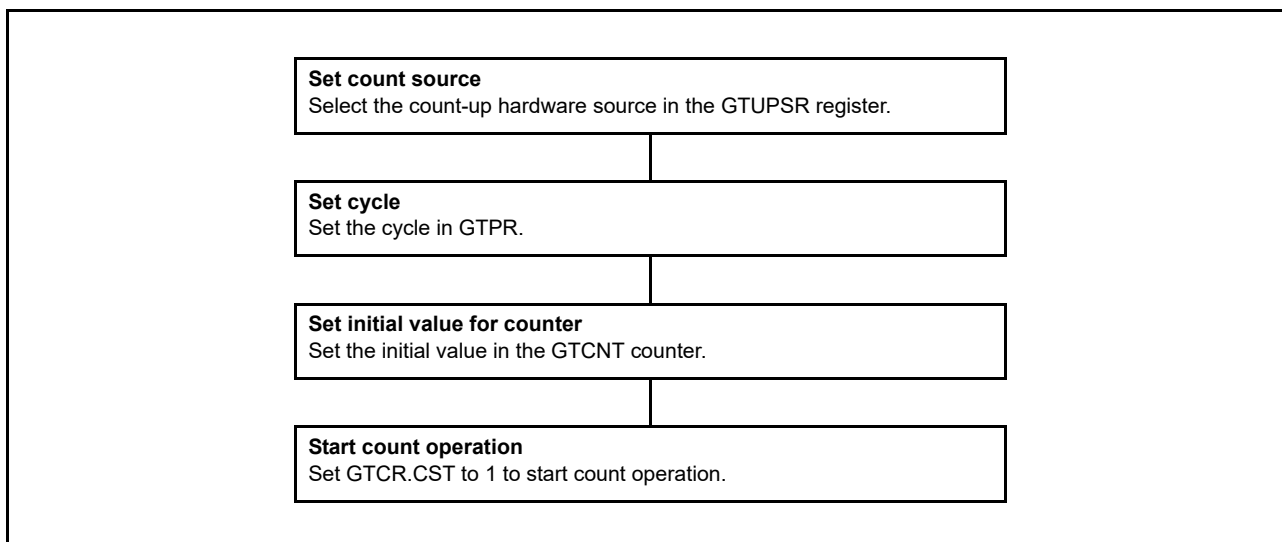 Set count source
Select the count-up hardware source in the GTUPSR register.
Set cycle
Set the cycle in GTPR.
Set initial value for counter
Set the initial value in the GTCNT counter.
Start count operation
Set GTCR.CST to 1 to start count operation.